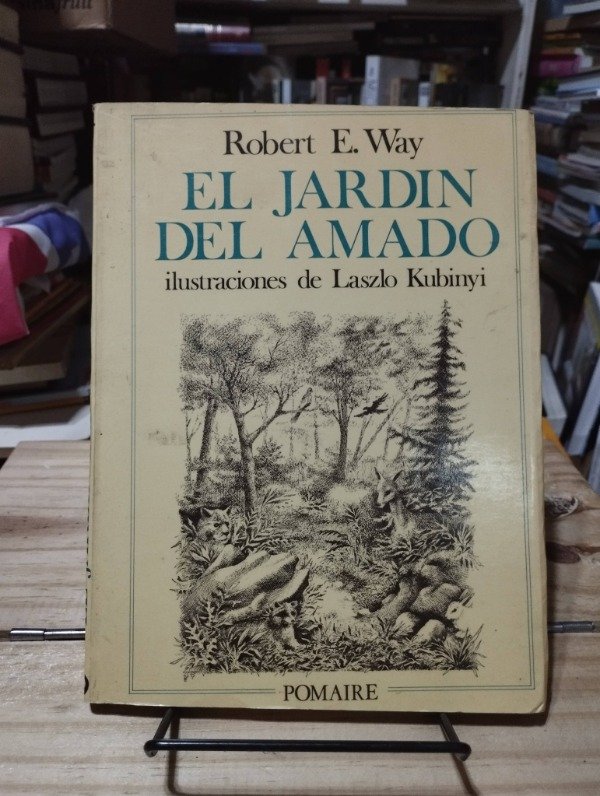 Robert E. Way
EL JARDIN
DEL AMADO
ilustraciones de Laszlo Kubinyi
POMAIRE